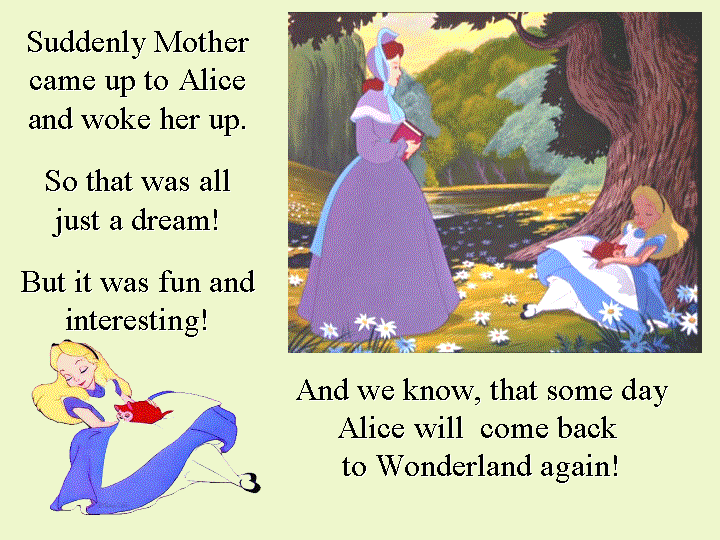 Suddenly Mother
came up to Alice
and woke her up.
So that was all
just a dream!
But it was fun and
interesting!
And we know, that some day
Alice will  come back
to Wonderland again!